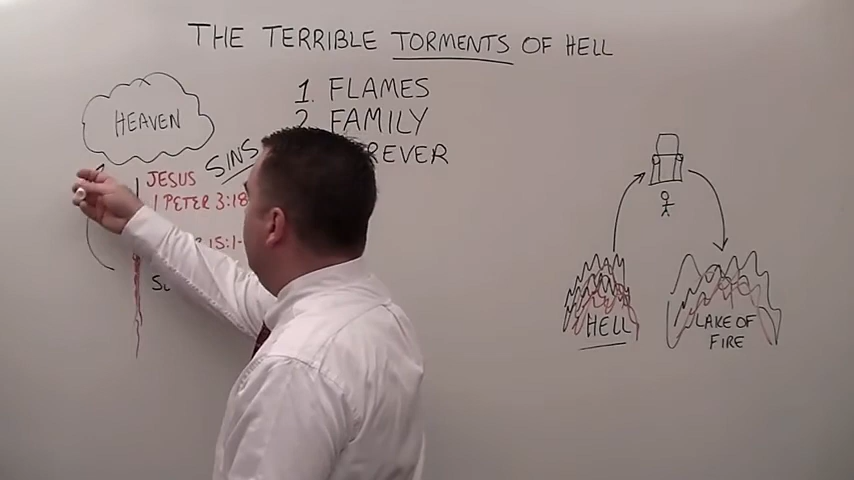 THE TERRIBLE TORMENTS OF HELL
1. FLAMES
2. FAMILY
REVER
HEAVEN
SINS
JESUS
1 PETER 3:18
15:1-
HELL
LAKE OF
FIRE